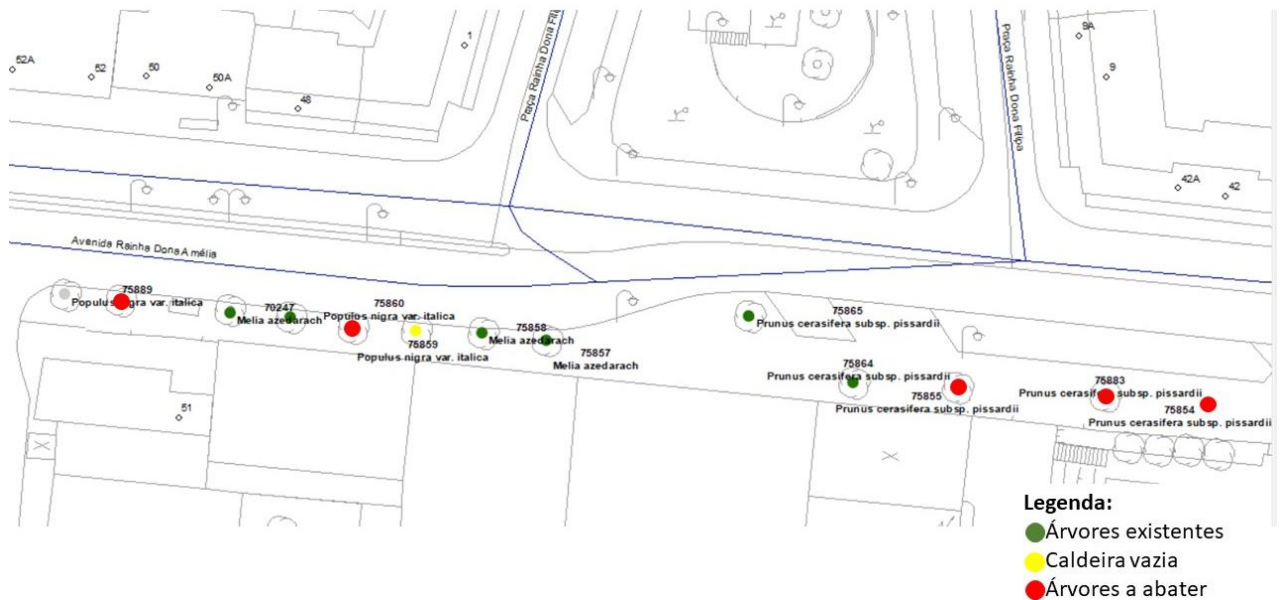 Praça Rainha Dona Fili
Praça Rainha Dona Filipa
1
52A
52
50
50A
48
9A
9
42A
42
Avenida Rainha Dona Amélia
75889
Populus nigra var. italica
70247
Melia azedarach
75860
Populos nigra var. italica
75859
Populus nigra var. italica
75858
Melia azedarach
75857
Melia azedarach
75865
Prunus cerasifera subsp. pissardii
75864
Prunus cerasifera subsp. pissardii
75855
Prunus cerasifera subsp. pissardii
75883
Prunus cerasifera subsp. pissardii
75854
Prunus cerasifera subsp. pissardii
51
Legenda:
Árvores existentes
Caldeira vazia
Árvores a abater